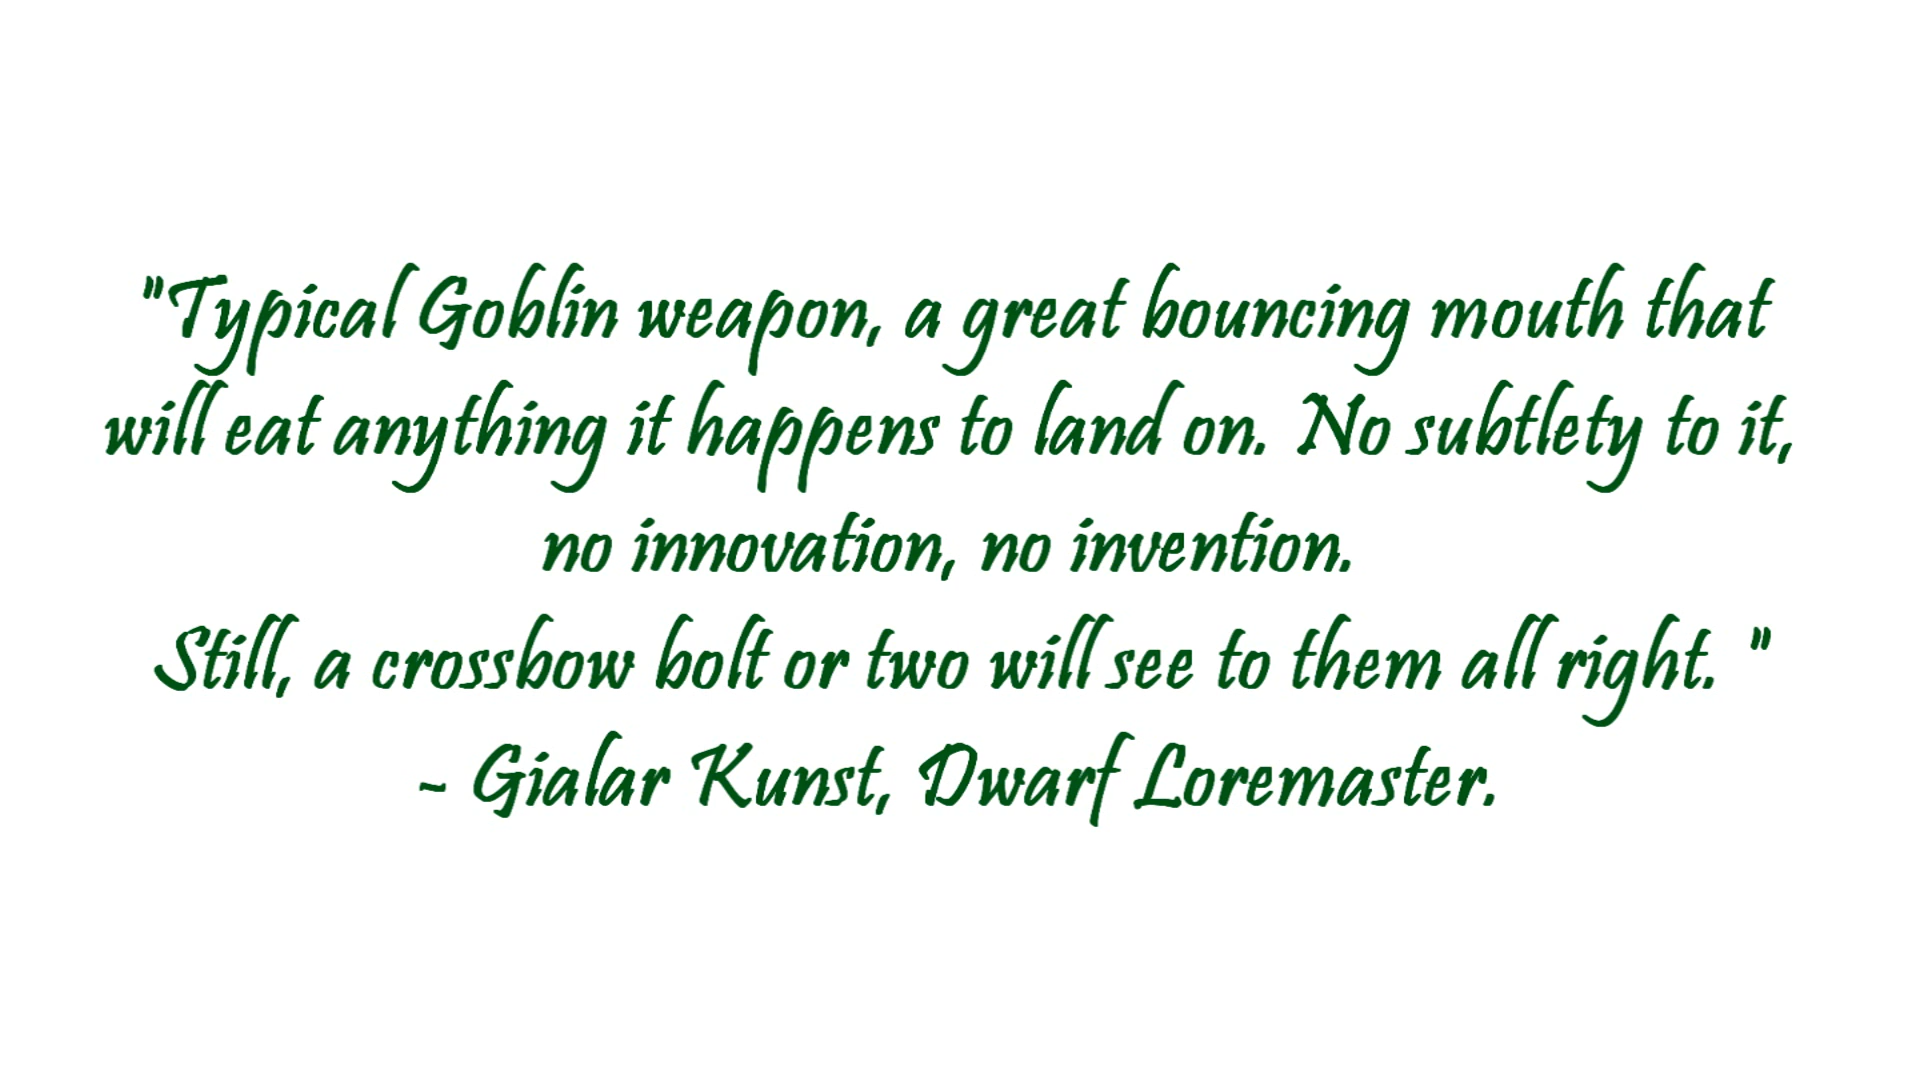 "Typical Goblin weapon, a great bouncing mouth that
will eat anything it happens to land on. No subtlety to it,
no innovation, no invention.
Still, a crossbow bolt or two will see to them all right. "
- Gialar Kunst, Dwarf Loremaster.